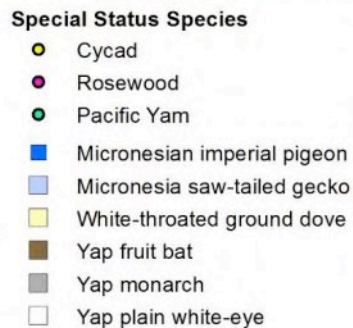 Special Status Species
Cycad
Rosewood
Pacific Yam
Micronesian imperial pigeon
Micronesia saw-tailed gecko
White-throated ground dove
Yap fruit bat
Yap monarch
Yap plain white-eye